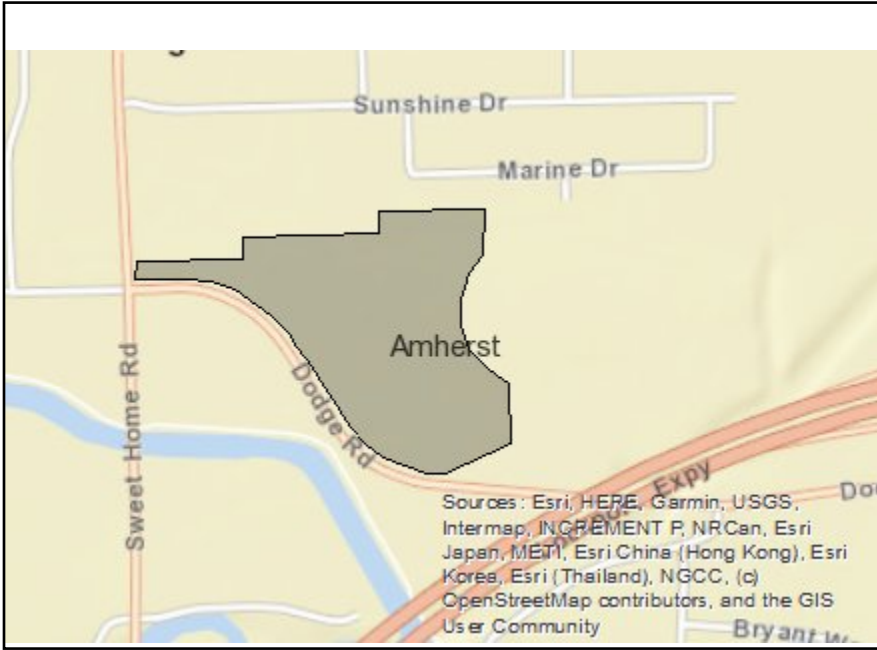 Sunshine Dr
Marine Dr
Amherst
Sweet Home Rd
Dodge Rd
Expy
Sources: Esri, HERE, Garmin, USGS,
Intermap, INCREMENT P, NRCan, Esri
Japan, METI, Esri China (Hong Kong), Esri
Korea, Esri (Thailand), NGCC, (c)
OpenStreetMap contributors, and the GIS
User Community
Do
Bryant